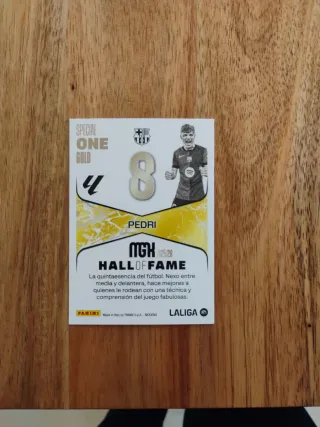 SPECIAL
ONE
GOLD
8
PEDRI
MGK
HALL OF FAME
La quintaesencia del fútbol. Nexo entre
media y delantera, hace mejores a
quienes le rodean con una técnica y
comprensión del juego fabulosas.
PANINI
LALIGA